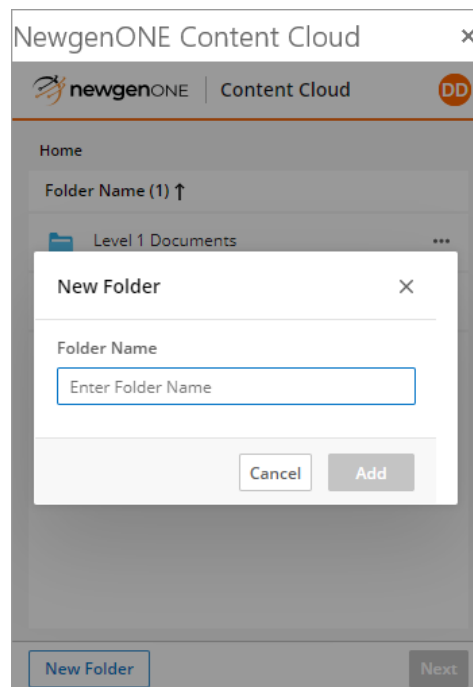 NewgenONE Content Cloud
newgenONE Content Cloud DD
Home
Folder Name (1)
Level 1 Documents
New Folder
Folder Name
Enter Folder Name
Cancel Add
New Folder Next